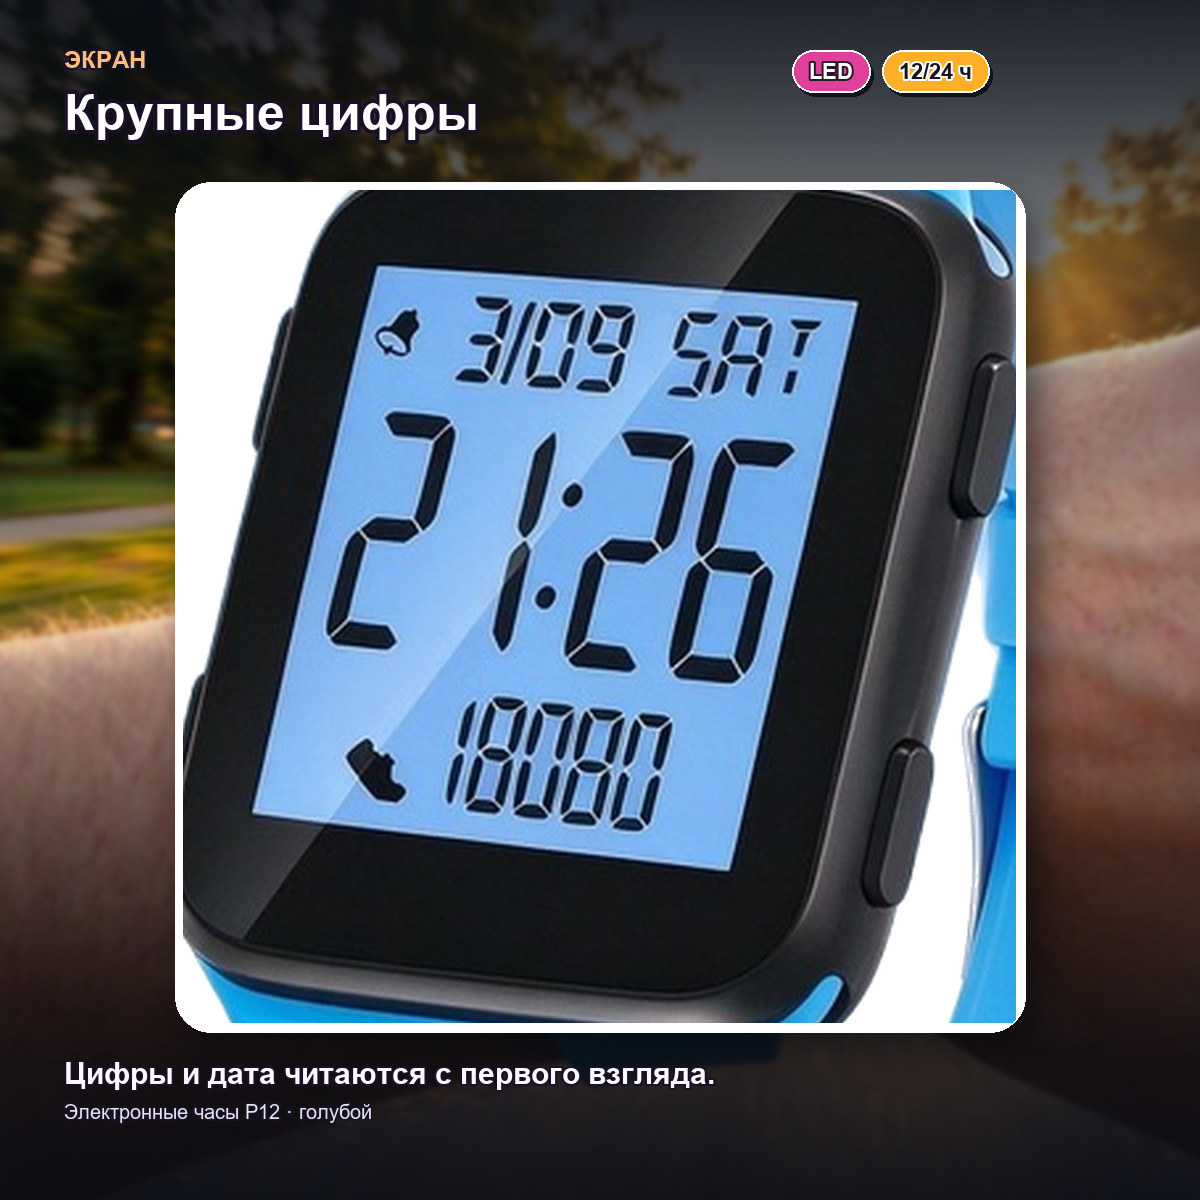 ЭКРАН
LED
12/24 ч
Крупные цифры
3/09 SAT
21:26
18080
Цифры и дата читаются с первого взгляда.
Электронные часы P12 · голубой